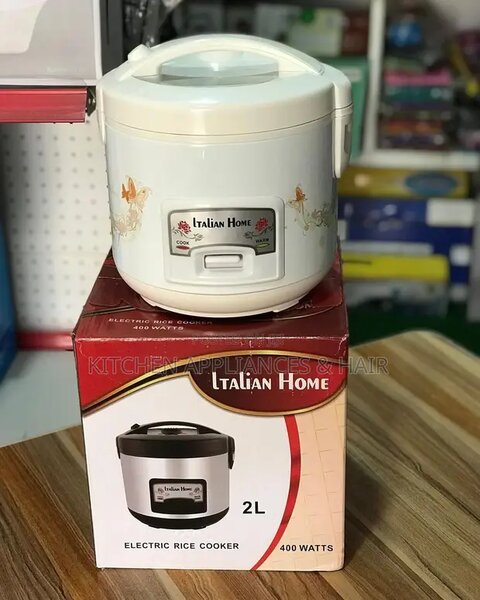 Italian Home
COOK
WARM
ELECTRIC RICE COOKER
400 WATTS
KITCHEN APPLIANCES & HAIR
Italian Home
Italian Home
2L
ELECTRIC RICE COOKER
400 WATTS